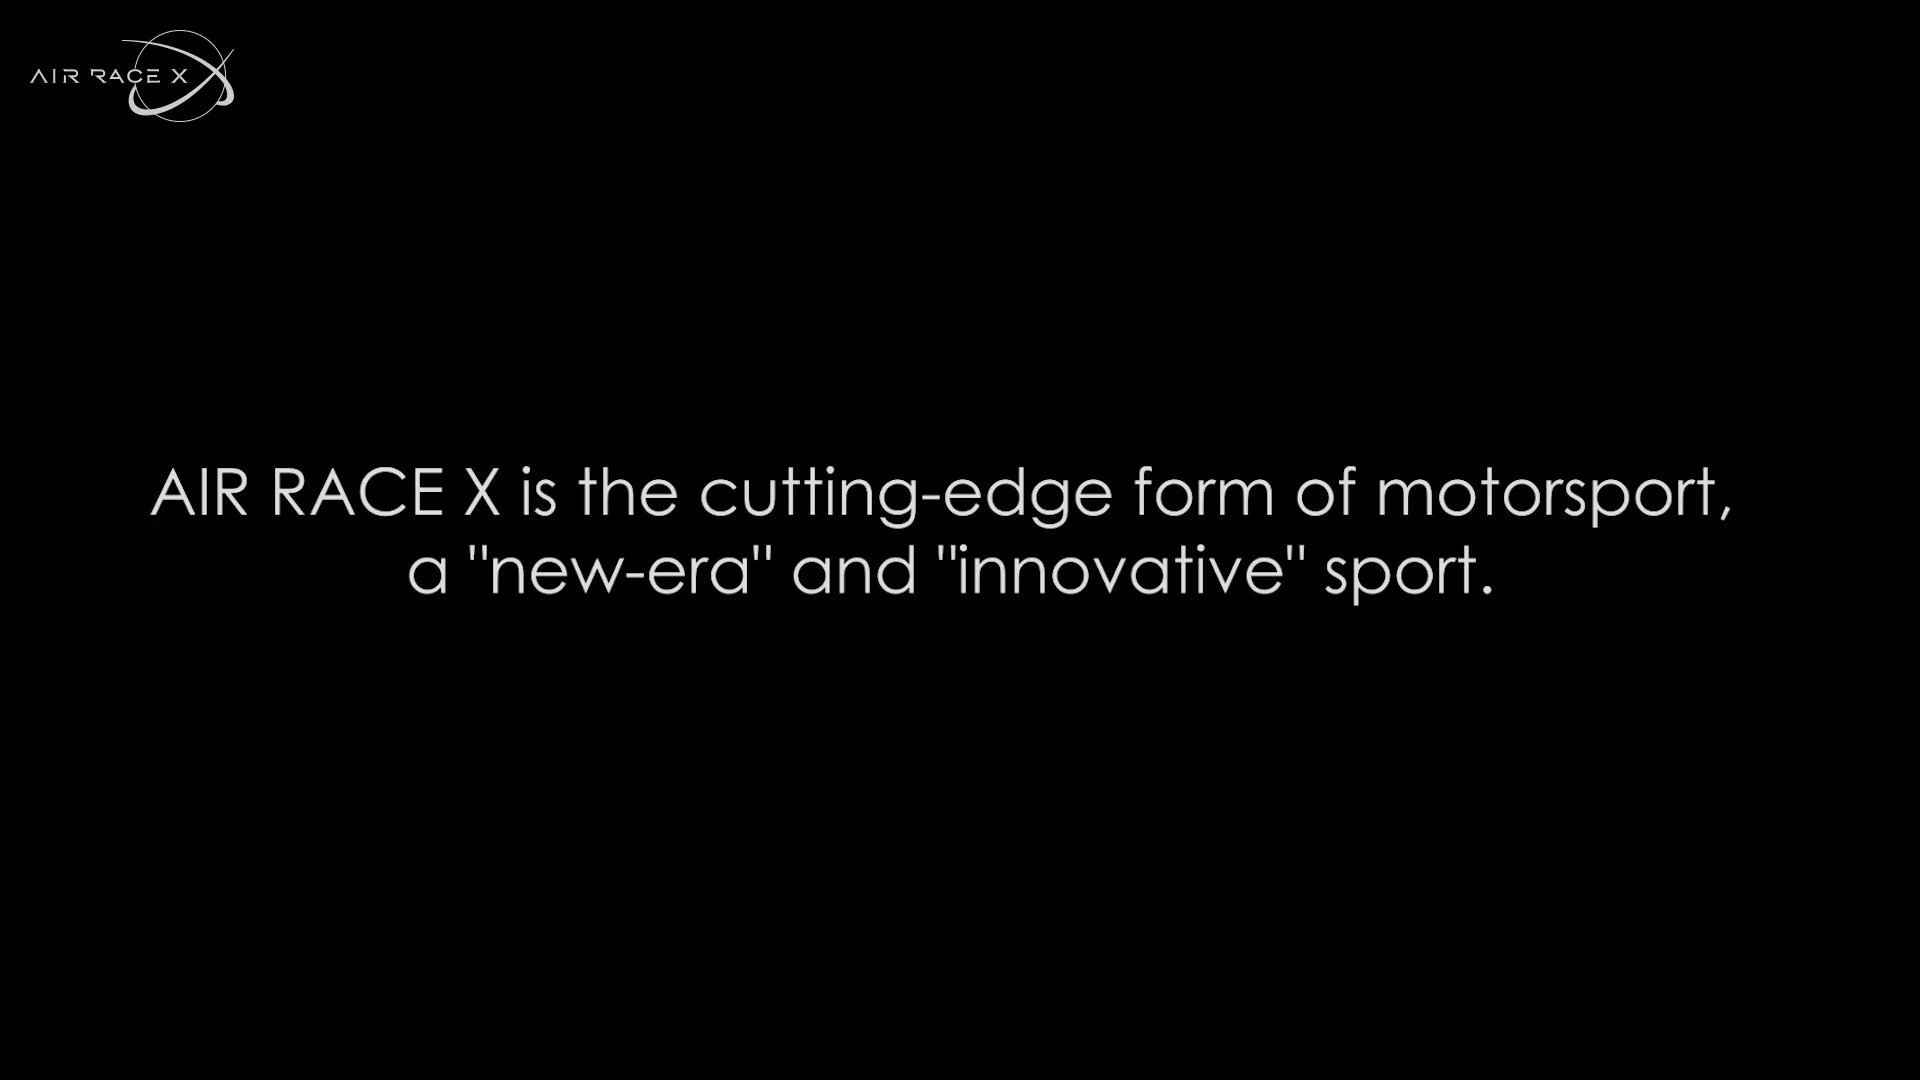 AIR RACE X
AIR RACE X is the cutting-edge form of motorsport,
a "new-era" and "innovative" sport.